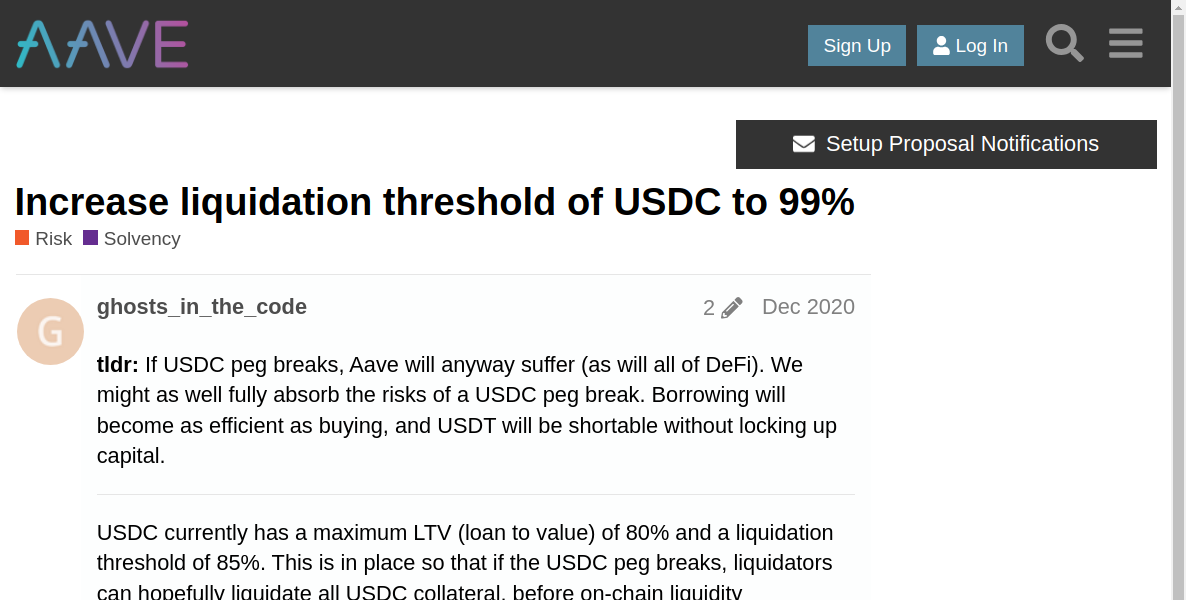 AAVE
Sign Up
Log In
Setup Proposal Notifications
Increase liquidation threshold of USDC to 99%
Risk Solvency
G
ghosts_in_the_code 2 Dec 2020
tldr: If USDC peg breaks, Aave will anyway suffer (as will all of DeFi). We
might as well fully absorb the risks of a USDC peg break. Borrowing will
become as efficient as buying, and USDT will be shortable without locking up
capital.
USDC currently has a maximum LTV (loan to value) of 80% and a liquidation
threshold of 85%. This is in place so that if the USDC peg breaks, liquidators
can hopefully liquidate all USDC collateral, before on-chain liquidity